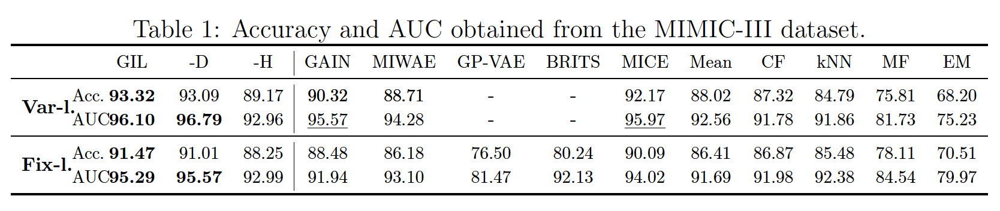 Table 1: Accuracy and AUC obtained from the MIMIC-III dataset.
GIL -D -H GAIN MIWAE GP-VAE BRITS MICE Mean CF kNN MF EM
Var-l. Acc. 93.32 93.09 89.17 90.32 88.71 - - 92.17 88.02 87.32 84.79 75.81 68.20
AUC 96.10 96.79 92.96 95.57 94.28 - - 95.97 92.56 91.78 91.86 81.73 75.23
Fix-l. Acc. 91.47 91.01 88.25 88.48 86.18 76.50 80.24 90.09 86.41 86.87 85.48 78.11 70.51
AUC 95.29 95.57 92.99 91.94 93.10 81.47 92.13 94.02 91.69 91.98 92.38 84.54 79.97